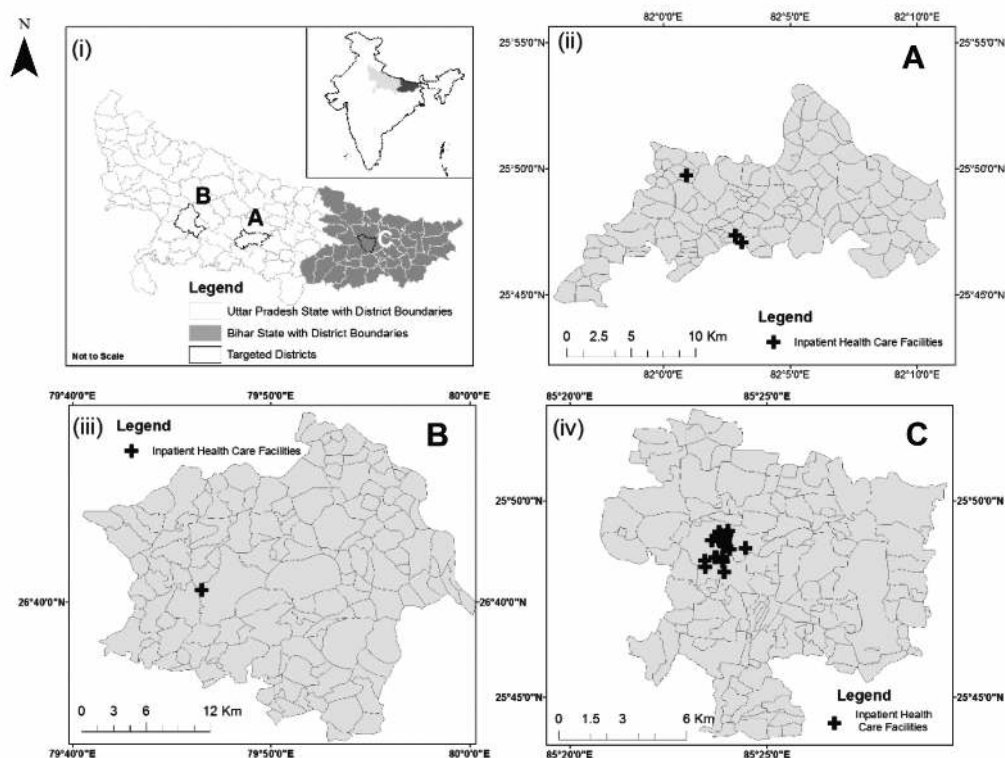 N
(i)
B
A
C
Legend
Uttar Pradesh State with District Boundaries
Bihar State with District Boundaries
Targeted Districts
Not to Scale
82°0'0"E 82°5'0"E 82°10'0"E
(ii)
A
25°55'0"N 25°55'0"N
25°50'0"N 25°50'0"N
25°45'0"N 25°45'0"N
Legend
Inpatient Health Care Facilities
0 2.5 5 10 Km
82°0'0"E 82°5'0"E 82°10'0"E
79°40'0"E 79°50'0"E 80°0'0"E
(iii)
B
Legend
Inpatient Health Care Facilities
26°40'0"N 26°40'0"N
0 3 6 12 Km
79°40'0"E 79°50'0"E 80°0'0"E
85°20'0"E 85°25'0"E
(iv)
C
25°50'0"N 25°50'0"N
25°45'0"N 25°45'0"N
Legend
Inpatient Health
Care Facilities
0 1.5 3 6 Km
85°20'0"E 85°25'0"E